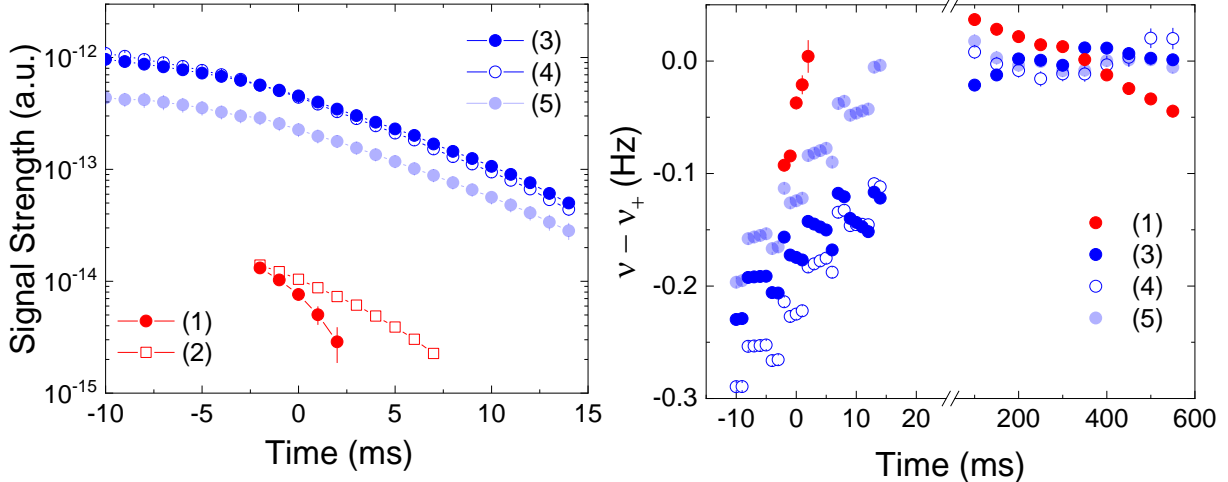 10⁻¹²
10⁻¹³
10⁻¹⁴
10⁻¹⁵
Signal Strength (a.u.)
(3)
(4)
(5)
(1)
(2)
-10 -5 0 5 10 15
Time (ms)
0.0
-0.1
-0.2
-0.3
ν − ν₊ (Hz)
(1)
(3)
(4)
(5)
-10 0 10 20 200 400 600
Time (ms)